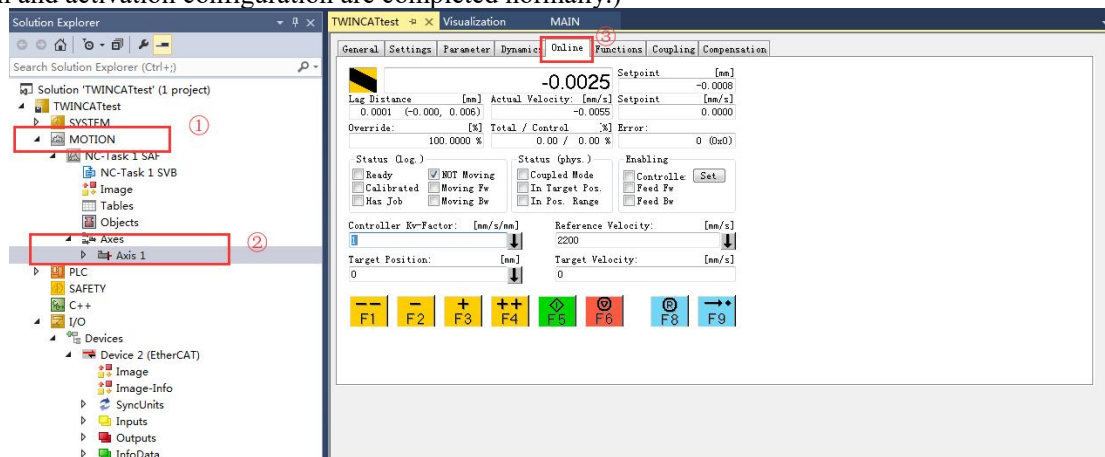 n and activation configuration are completed normally.)
Solution Explorer
Search Solution Explorer (Ctrl+;)
Solution 'TWINCATtest' (1 project)
TWINCATtest
SYSTEM
①
MOTION
NC-Task 1 SAF
NC-Task 1 SVB
Image
Tables
Objects
②
Axes
Axis 1
PLC
SAFETY
C++
I/O
Devices
Device 2 (EtherCAT)
Image
Image-Info
SyncUnits
Inputs
Outputs
InfoData
TWINCATtest Visualization MAIN
③
General Settings Parameter Dynamics Online Functions Coupling Compensation
-0.0025
Setpoint [mm]
-0.0008
Lag Distance [mm] Actual Velocity: [mm/s] Setpoint [mm/s]
0.0001 (-0.000, 0.006) -0.0055 0.0000
Override: [%] Total / Control [%] Error:
100.0000 % 0.00 / 0.00 % 0 (0x0)
Status (log.) Status (phys.) Enabling
Ready NOT Moving Coupled Mode Controlle: Set
Calibrated Moving Fw In Target Pos. Feed Fw
Has Job Moving Bw In Pos. Range Feed Bw
Controller Kv-Factor: [mm/s/mm] Reference Velocity: [mm/s]
1 2200
Target Position: [mm] Target Velocity: [mm/s]
0 0
-- - + ++ R
F1 F2 F3 F4 F5 F6 F8 F9